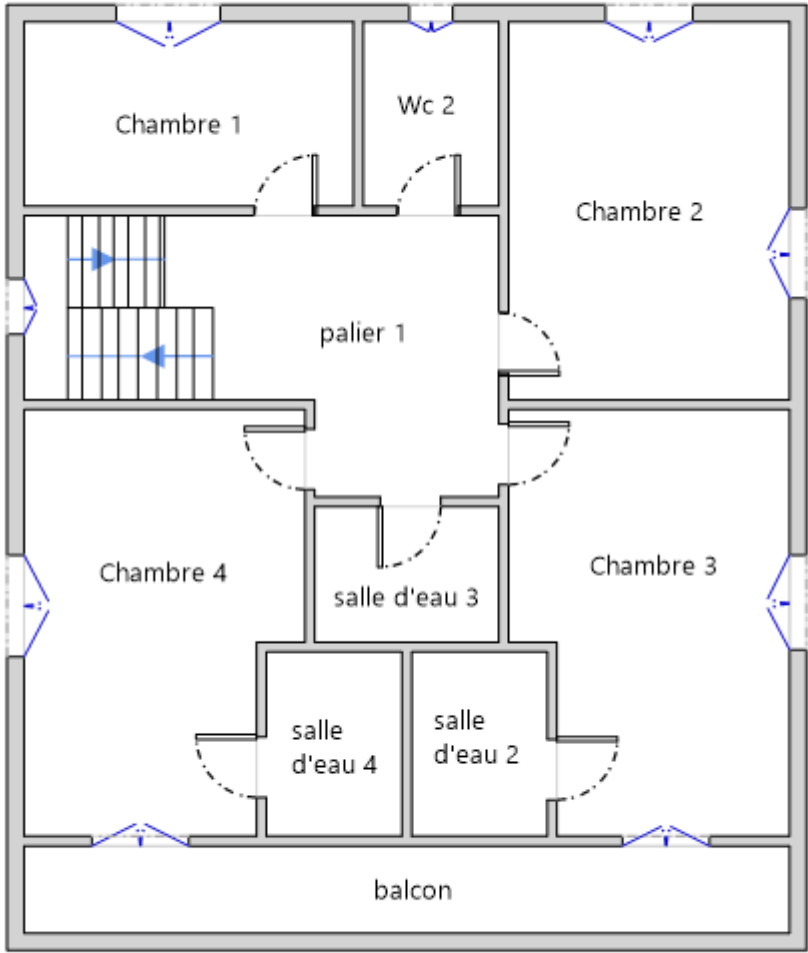 Chambre 1
Wc 2
Chambre 2
palier 1
Chambre 4
Chambre 3
salle d'eau 3
salle
d'eau 4
salle
d'eau 2
balcon